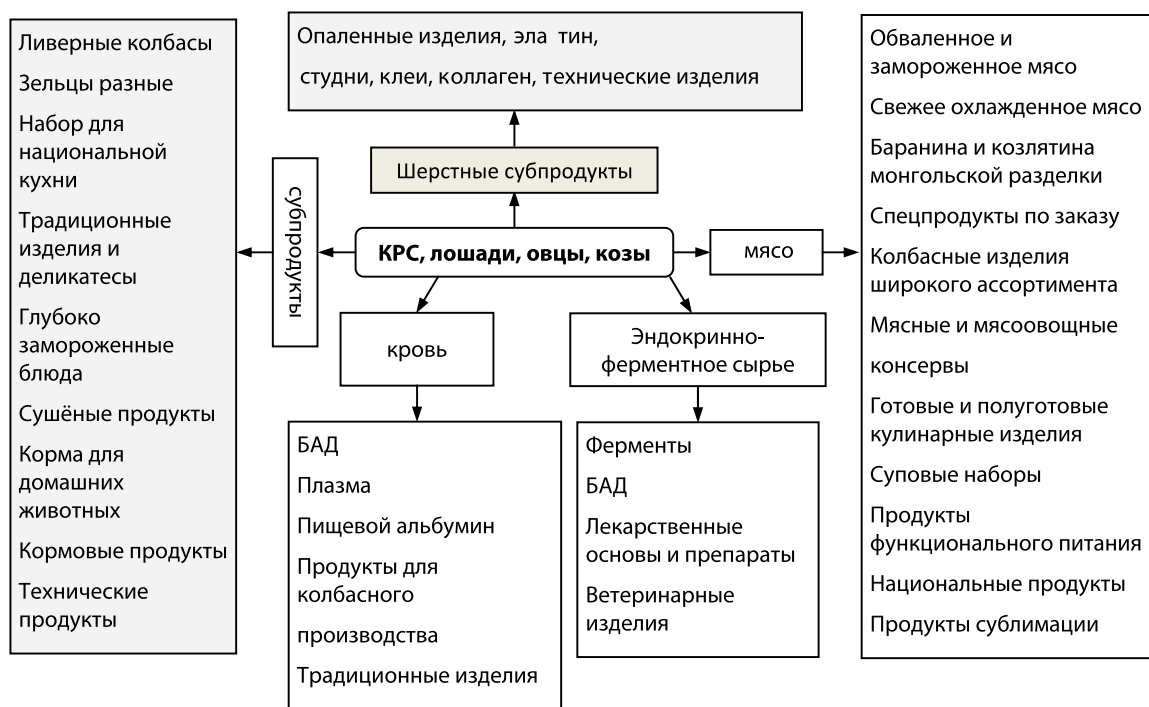 Ливерные колбасы
Зельцы разные
Набор для
национальной
кухни
Традиционные
изделия и
деликатесы
Глубоко
замороженные
блюда
Сушёные продукты
Корма для
домашних
животных
Кормовые продукты
Технические
продукты
Опаленные изделия, эла тин,
студни, клеи, коллаген, технические изделия
Шерстные субпродукты
субпродукты
КРС, лошади, овцы, козы
мясо
кровь
Эндокринно-
ферментное сырье
БАД
Плазма
Пищевой альбумин
Продукты для
колбасного
производства
Традиционные изделия
Ферменты
БАД
Лекарственные
основы и препараты
Ветеринарные
изделия
Обваленное и
замороженное мясо
Свежее охлажденное мясо
Баранина и козлятина
монгольской разделки
Спецпродукты по заказу
Колбасные изделия
широкого ассортимента
Мясные и мясоовощные
консервы
Готовые и полуготовые
кулинарные изделия
Суповые наборы
Продукты
функционального питания
Национальные продукты
Продукты сублимации